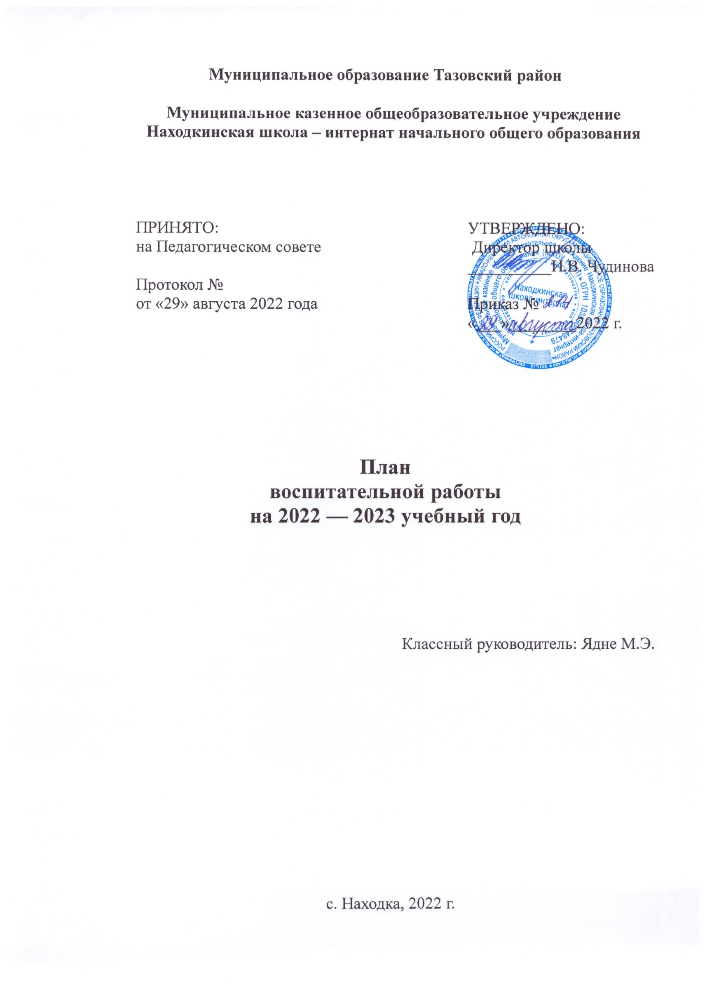 Муниципальное образование Тазовский район
Муниципальное казенное общеобразовательное учреждение
Находкинская школа – интернат начального общего образования
ПРИНЯТО:
на Педагогическом совете
Протокол №
от «29» августа 2022 года
УТВЕРЖДЕНО:
Директор школы
____________И.В. Чудинова
Приказ №
«29» августа 2022 г.
Находкинская
школа-интернат
План
воспитательной работы
на 2022 — 2023 учебный год
Классный руководитель: Ядне М.Э.
с. Находка, 2022 г.